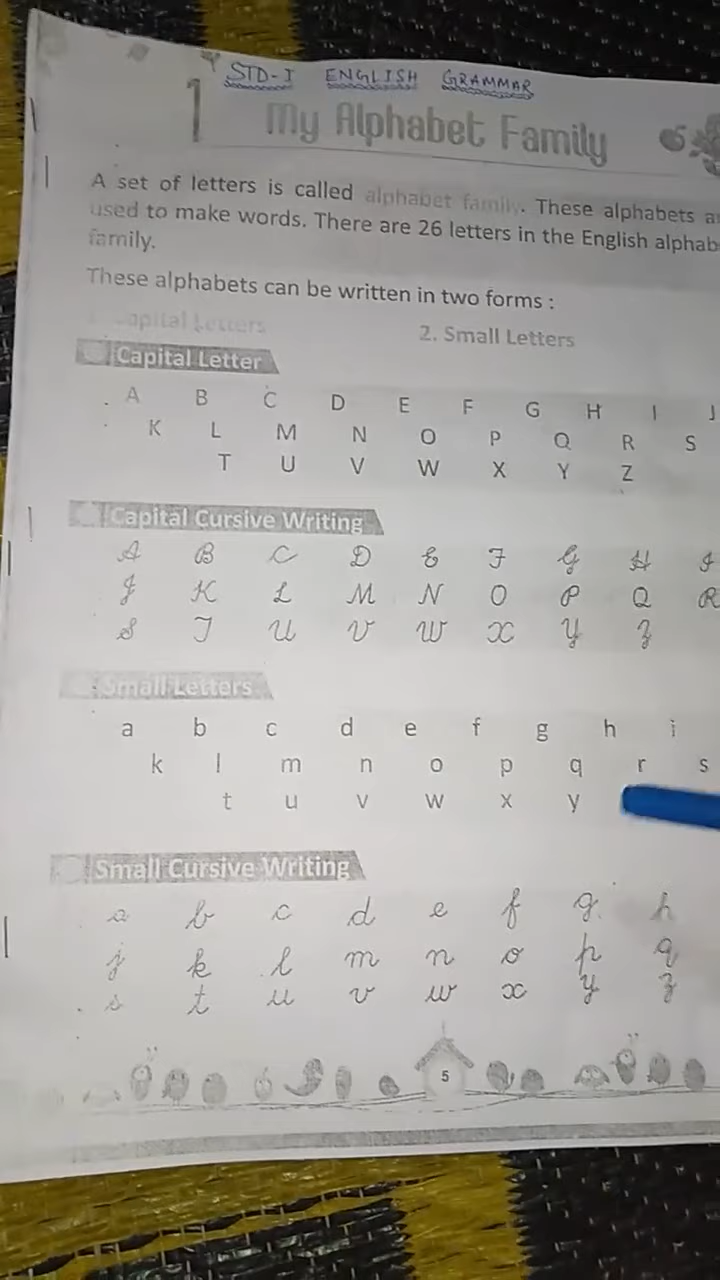 STD-I ENGLISH GRAMMAR
1 My Alphabet Family
A set of letters is called alphabet family. These alphabets a
used to make words. There are 26 letters in the English alphab
family.
These alphabets can be written in two forms :
Capital Letters 2. Small Letters
Capital Letter
A B C D E F G H I J
K L M N O P Q R S
T U V W X Y Z
Capital Cursive Writing
A B C D E F G H I
J K L M N O P Q R
S T U V W X Y Z
Small Letters
a b c d e f g h i
k l m n o p q r s
t u v w x y
Small Cursive Writing
a b c d e f g h
j k l m n o p q
s t u v w x y z
5